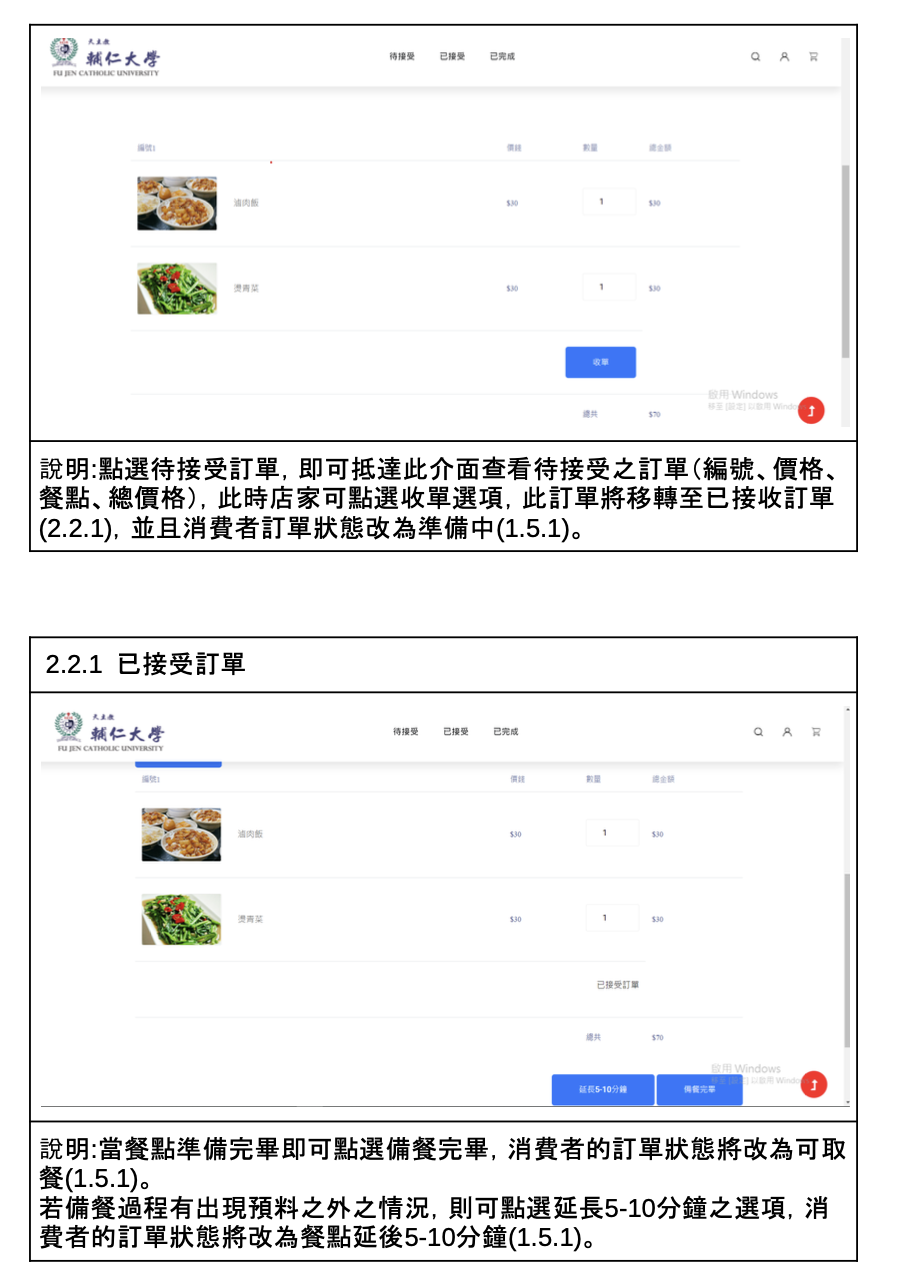 天主教
輔仁大學
FU JEN CATHOLIC UNIVERSITY
待接受 已接受 已完成
編號1 價錢 數量 總金額
滷肉飯 $30 1 $30
燙青菜 $30 1 $30
收單
啟用 Windows
移至 [設定] 以啟用 Windows
總共 $70
說明:點選待接受訂單，即可抵達此介面查看待接受之訂單（編號、價格、
餐點、總價格），此時店家可點選收單選項，此訂單將移轉至已接收訂單
(2.2.1)，並且消費者訂單狀態改為準備中(1.5.1)。
2.2.1 已接受訂單
天主教
輔仁大學
FU JEN CATHOLIC UNIVERSITY
待接受 已接受 已完成
編號1 價錢 數量 總金額
滷肉飯 $30 1 $30
燙青菜 $30 1 $30
已接受訂單
總共 $70
啟用 Windows
移至 [設定] 以啟用 Windows
延長5-10分鐘 備餐完畢
說明:當餐點準備完畢即可點選備餐完畢，消費者的訂單狀態將改為可取
餐(1.5.1)。
若備餐過程有出現預料之外之情況，則可點選延長5-10分鐘之選項，消
費者的訂單狀態將改為餐點延後5-10分鐘(1.5.1)。